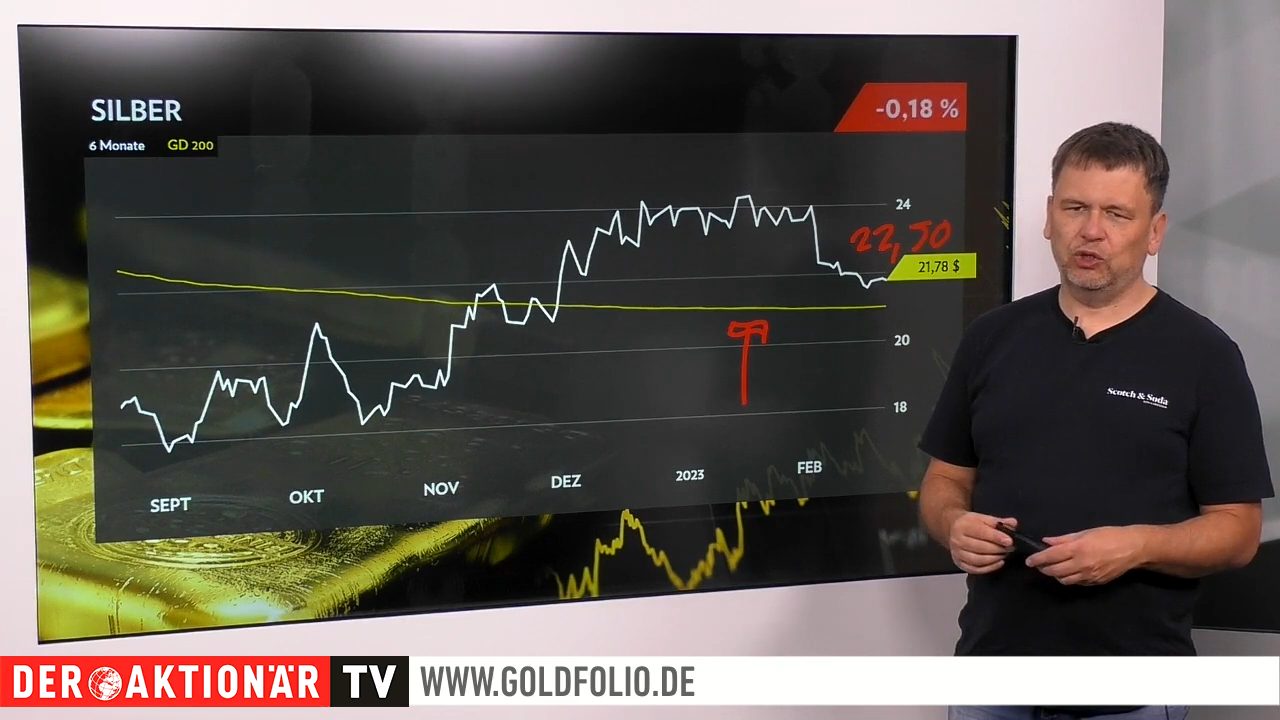 SILBER
-0,18 %
6 Monate GD 200
24
22,50
21,78 $
20
18
SEPT OKT NOV DEZ 2023 FEB
Scotch & Soda
DER AKTIONÄR TV WWW.GOLDFOLIO.DE